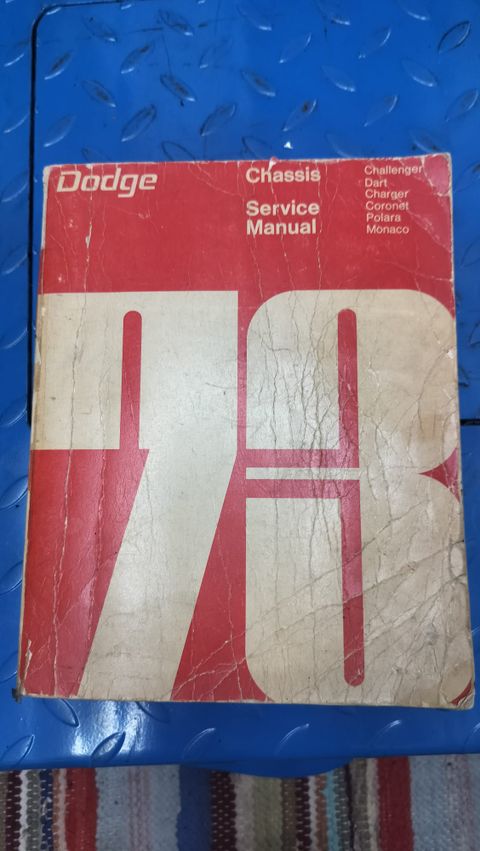 Dodge
Chassis
Service
Manual
Challenger
Dart
Charger
Coronet
Polara
Monaco
73